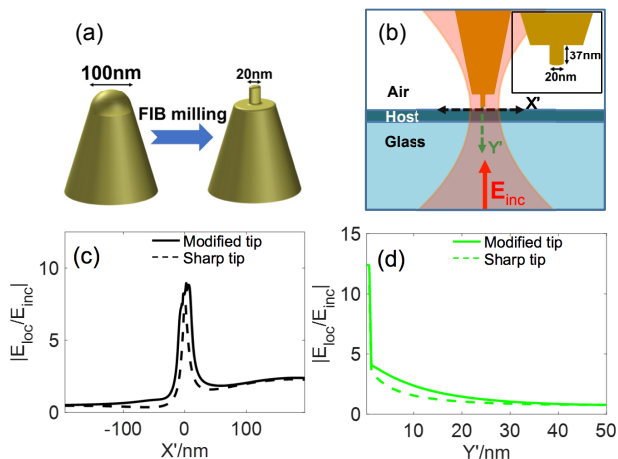 (a)
100nm
20nm
FIB milling
(b)
37nm
20nm
Air
X'
Host
Glass
Y'
E_inc
(c)
Modified tip
Sharp tip
|E_loc/E_inc|
10
5
0
-100
0
100
X'/nm
(d)
Modified tip
Sharp tip
|E_loc/E_inc|
15
10
5
0
0
10
20
30
40
50
Y'/nm